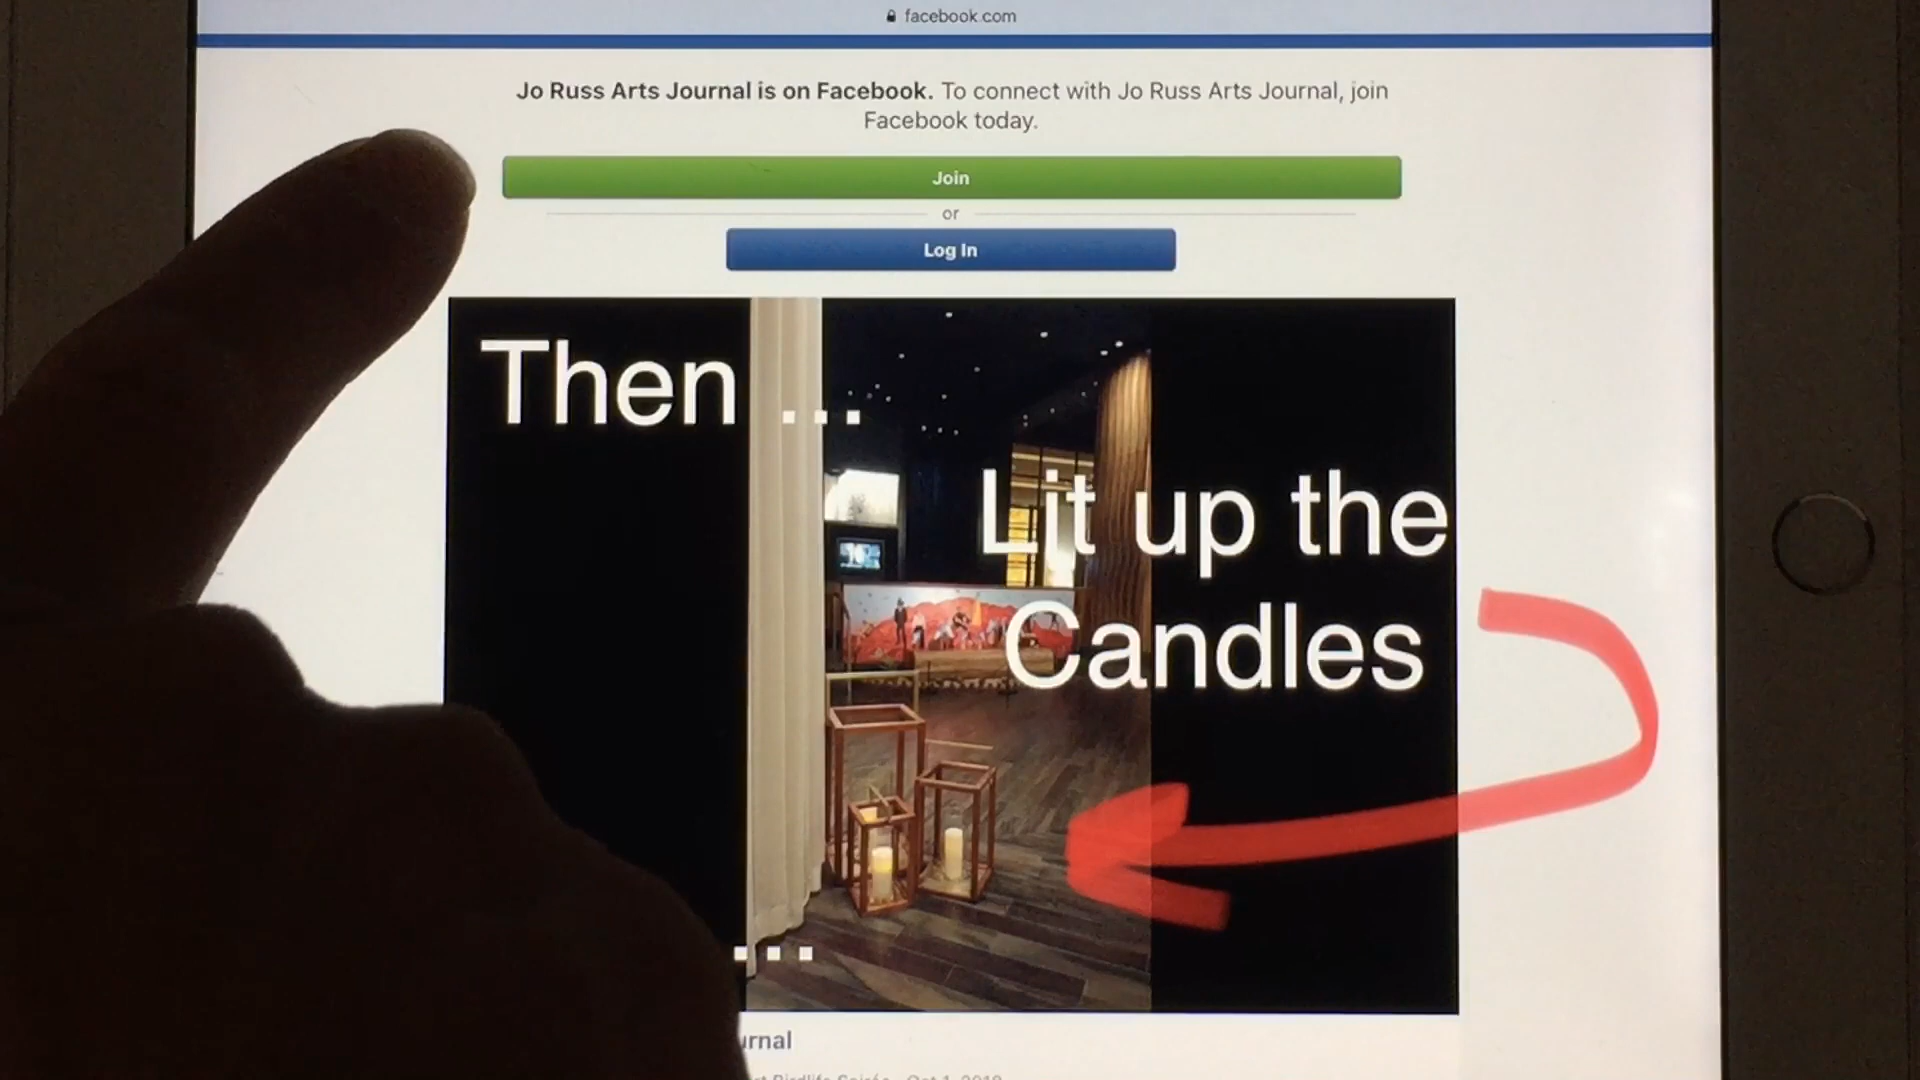 facebook.com
Jo Russ Arts Journal is on Facebook. To connect with Jo Russ Arts Journal, join
Facebook today.
Join
or
Log In
Then ...
Lit up the
Candles
...